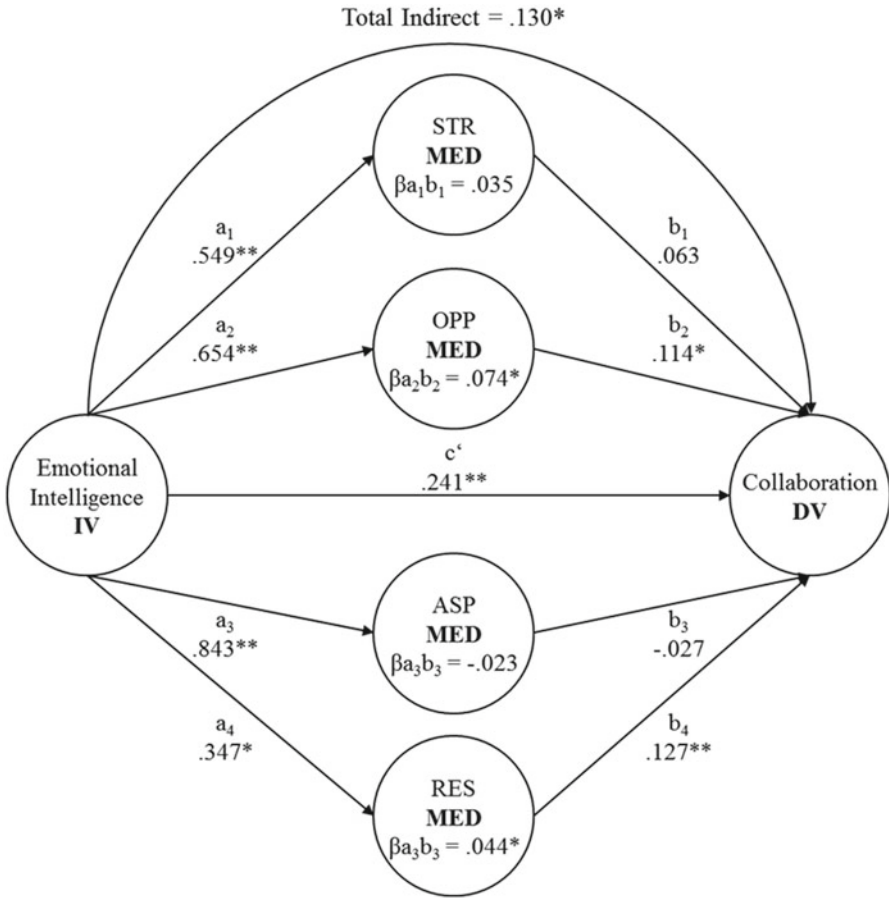 Total Indirect = .130*
STR
MED
βa₁b₁ = .035
a₁
.549**
b₁
.063
a₂
.654**
OPP
MED
βa₂b₂ = .074*
b₂
.114*
Emotional
Intelligence
IV
c‘
.241**
Collaboration
DV
a₃
.843**
ASP
MED
βa₃b₃ = -.023
b₃
-.027
a₄
.347*
RES
MED
βa₃b₃ = .044*
b₄
.127**